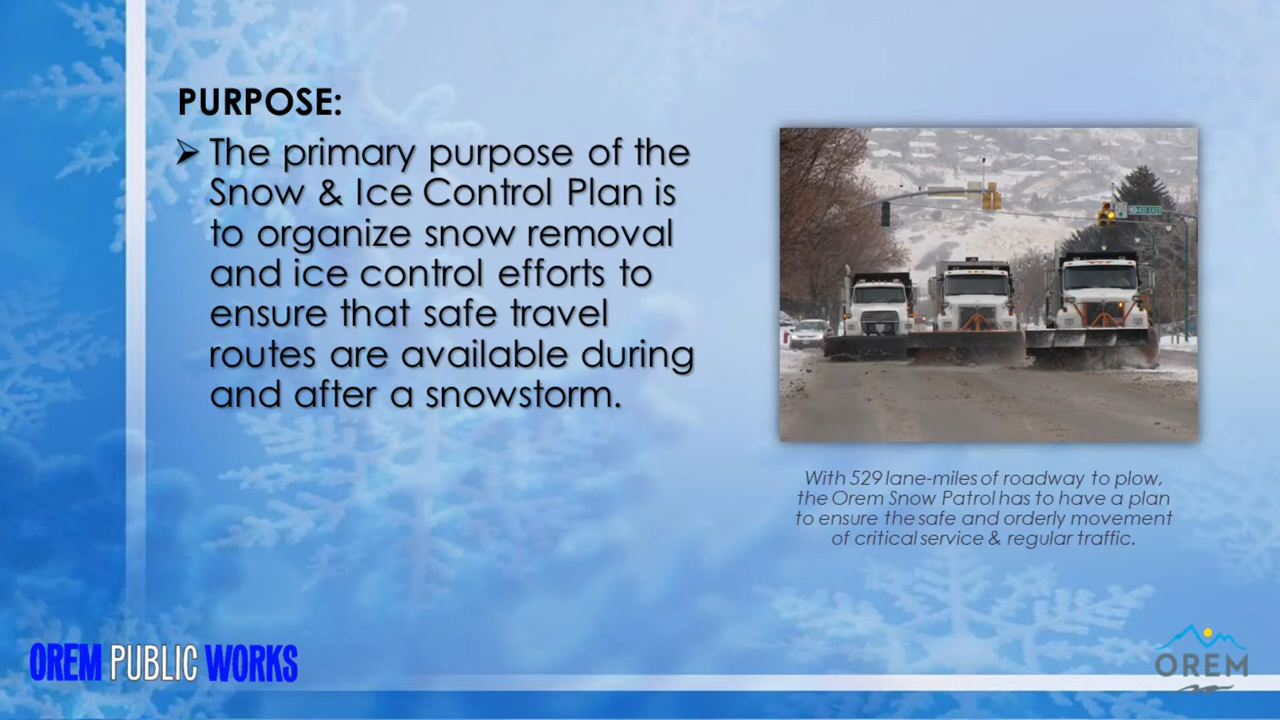 PURPOSE:
➢ The primary purpose of the
Snow & Ice Control Plan is
to organize snow removal
and ice control efforts to
ensure that safe travel
routes are available during
and after a snowstorm.
With 529 lane-miles of roadway to plow,
the Orem Snow Patrol has to have a plan
to ensure the safe and orderly movement
of critical service & regular traffic.
OREM PUBLIC WORKS
OREM